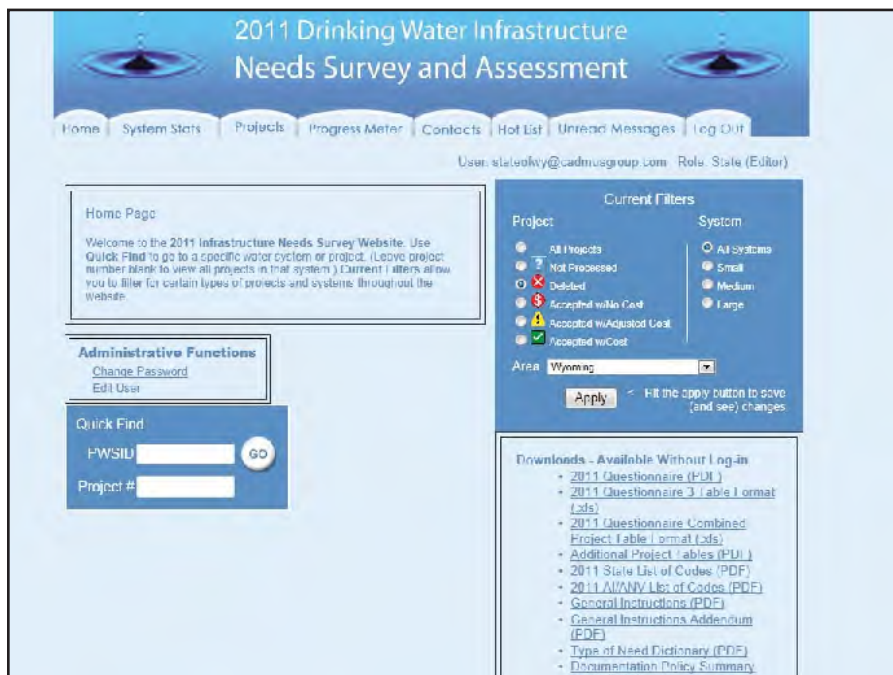 2011 Drinking Water Infrastructure
Needs Survey and Assessment
Home System Stats Projects Progress Meter Contacts Hot List Unread Messages Log Out
User: stateofwy@cadmusgroup.com Role: State (Editor)
Home Page
Welcome to the 2011 Infrastructure Needs Survey Website. Use
Quick Find to go to a specific water system or project. (Leave project
number blank to view all projects in that system.) Current Filters allow
you to filter for certain types of projects and systems throughout the
website.
Administrative Functions
Change Password
Edit User
Quick Find
PWSID
GO
Project #
Current Filters
Project System
All Projects
? Not Processed
Deleted
$ Accepted w/No Cost
! Accepted w/Adjusted Cost
Accepted w/Cost
All Systems
Small
Medium
Large
Area Wyoming
Apply < Hit the apply button to save
(and see) changes
Downloads - Available Without Log-in
• 2011 Questionnaire (PDF)
• 2011 Questionnaire 3 Table Format
(.xls)
• 2011 Questionnaire Combined
Project Table Format (.xls)
• Additional Project Tables (PDF)
• 2011 State List of Codes (PDF)
• 2011 AI/ANV List of Codes (PDF)
• General Instructions (PDF)
• General Instructions Addendum
(PDF)
• Type of Need Dictionary (PDF)
• Documentation Policy Summary